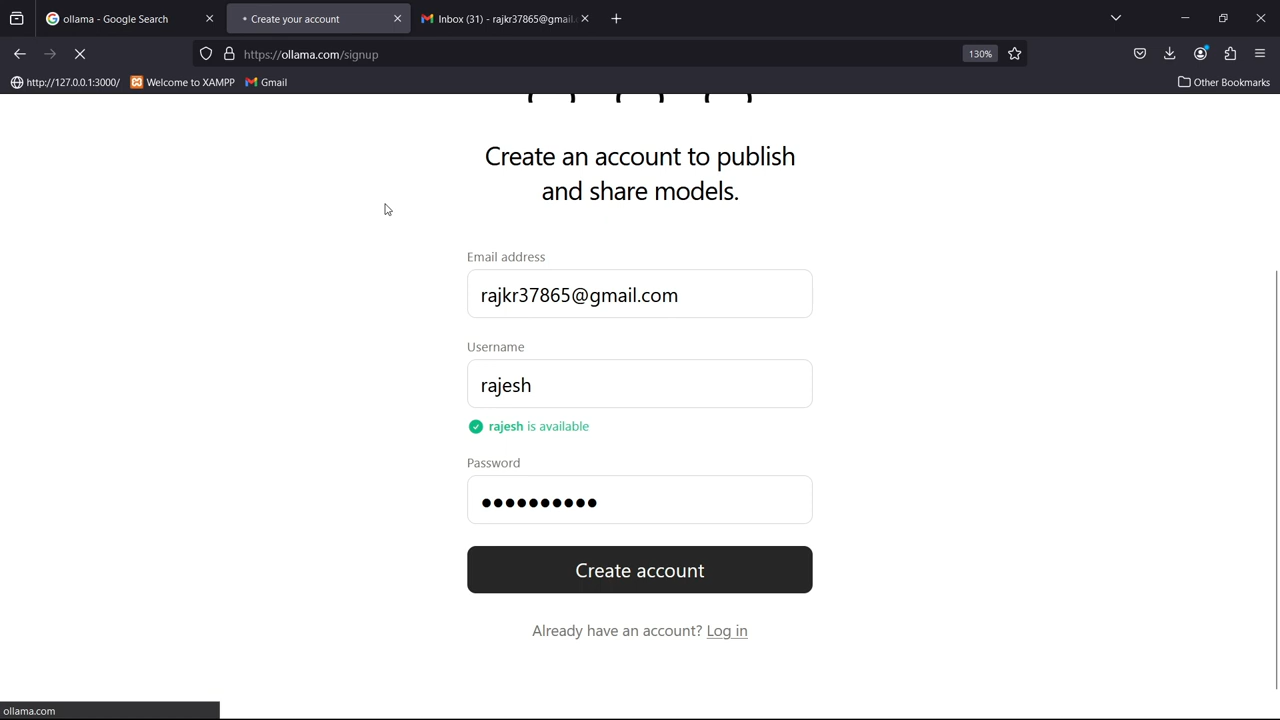 ollama - Google Search
Create your account
Inbox (31) - rajkr37865@gmail.
https://ollama.com/signup
130%
http://127.0.0.1:3000/
Welcome to XAMPP
Gmail
Other Bookmarks
Create an account to publish
and share models.
Email address
rajkr37865@gmail.com
Username
rajesh
rajesh is available
Password
Create account
Already have an account? Log in
ollama.com